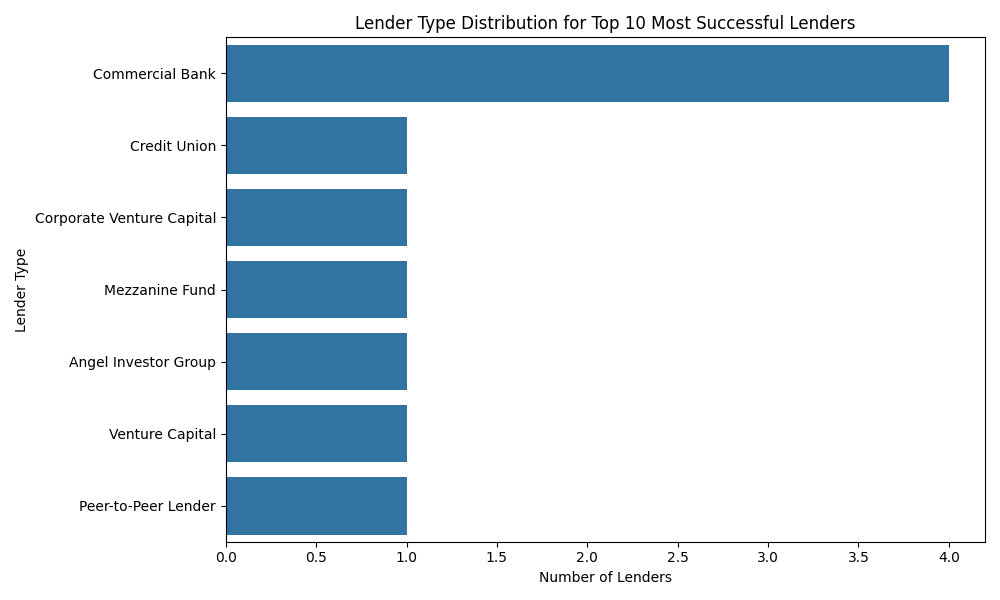 Lender Type Distribution for Top 10 Most Successful Lenders
Lender Type
Commercial Bank
Credit Union
Corporate Venture Capital
Mezzanine Fund
Angel Investor Group
Venture Capital
Peer-to-Peer Lender
0.0 0.5 1.0 1.5 2.0 2.5 3.0 3.5 4.0
Number of Lenders